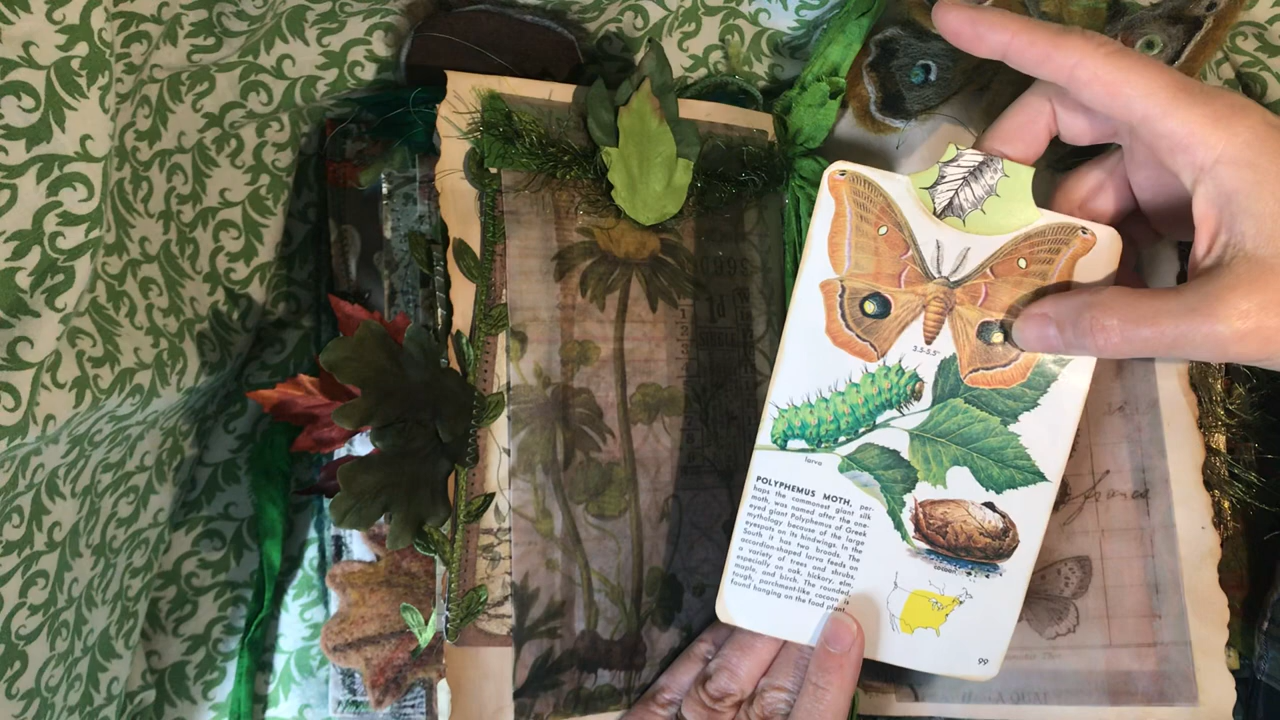 3.5-5.5"
larva
POLYPHEMUS MOTH, per-
haps the commonest giant silk
moth, was named after the one-
eyed giant Polyphemus of Greek
mythology because of the large
eyespots on its hindwings. In the
South it has two broods. The
accordion-shaped larva feeds on
a variety of trees and shrubs,
especially on oak, hickory, elm,
maple, and birch. The rounded,
tough, parchment-like cocoon is
found hanging on the food plant.
cocoon
99